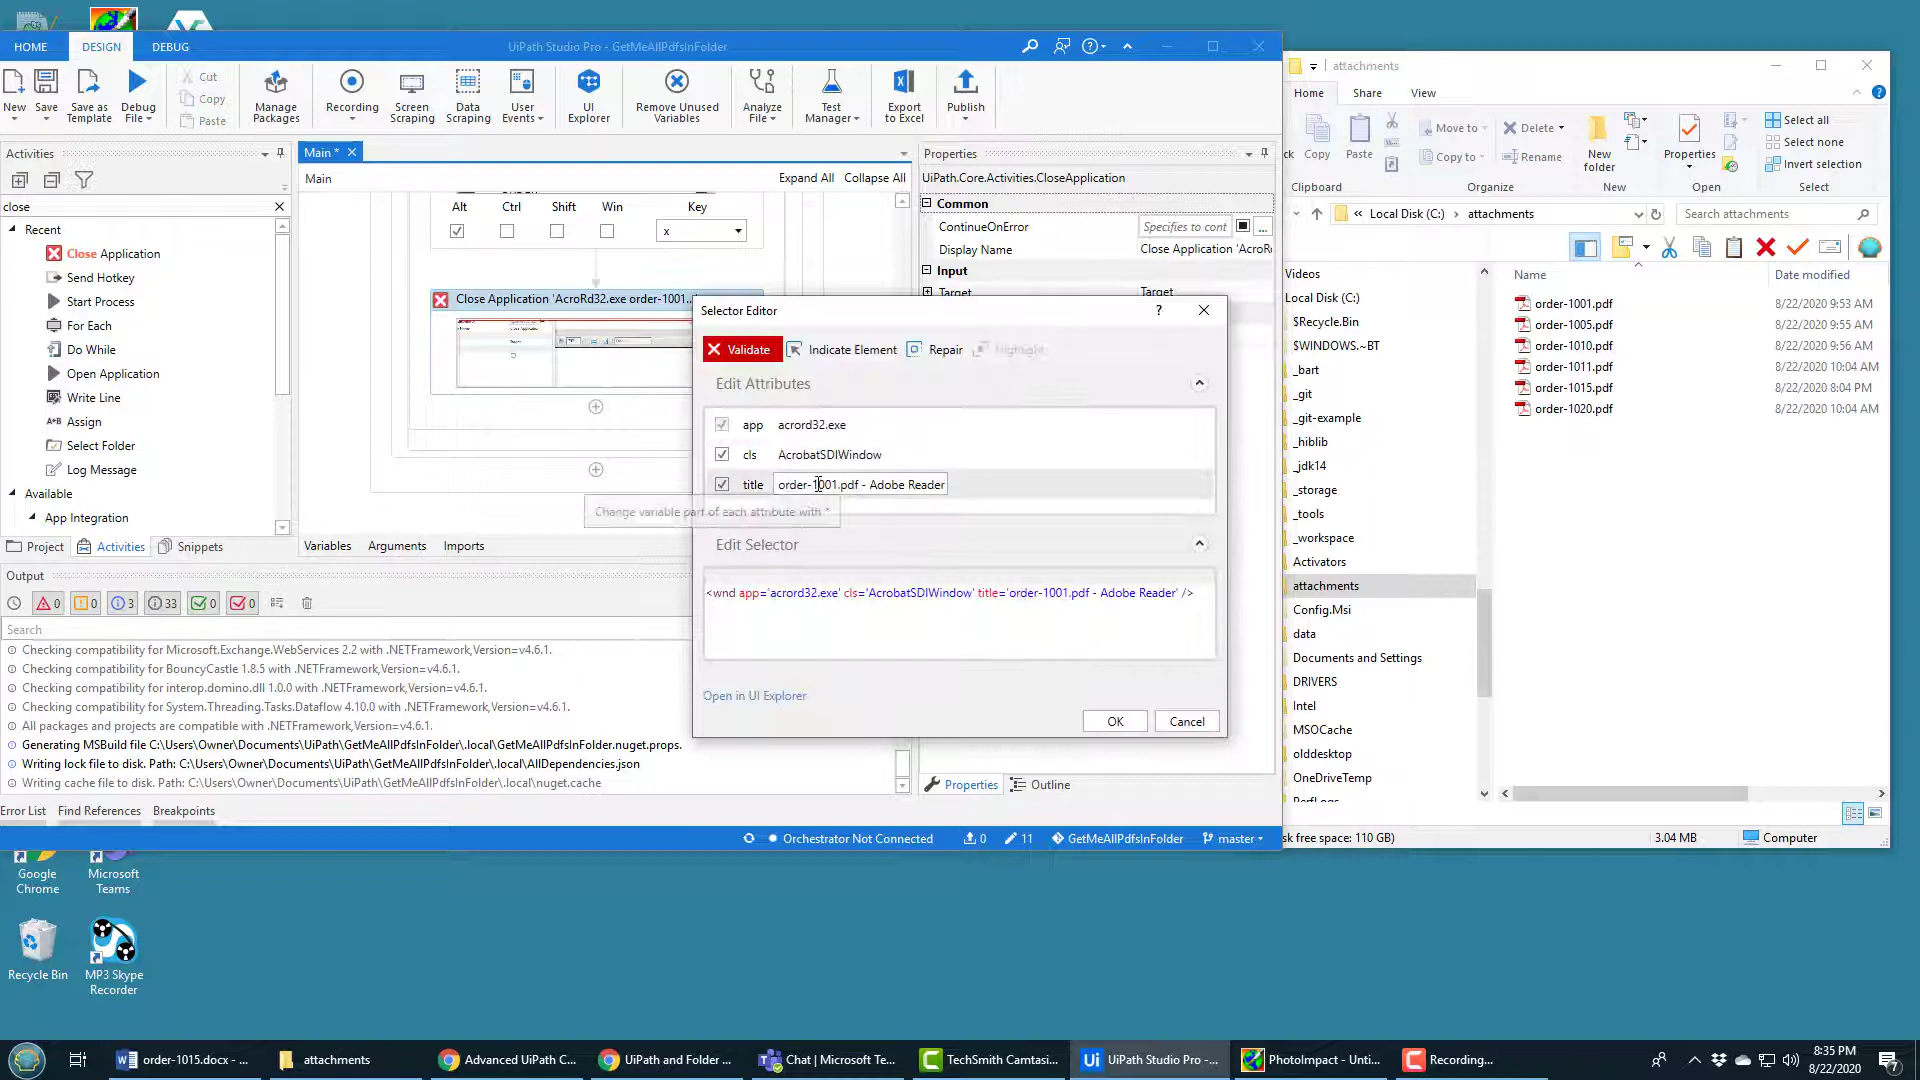 HOME
DESIGN
DEBUG
UiPath Studio Pro - GetMeAllPdfsInFolder
New
Save
Save as
Template
Debug
File
Cut
Copy
Paste
Manage
Packages
Recording
Screen
Scraping
Data
Scraping
User
Events
UI
Explorer
Remove Unused
Variables
Analyze
File
Test
Manager
Export
to Excel
Publish
Activities
close
Recent
Close Application
Send Hotkey
Start Process
For Each
Do While
Open Application
Write Line
A*B Assign
Select Folder
Log Message
Available
App Integration
Project
Activities
Snippets
Main *
Main
Expand All
Collapse All
Alt
Ctrl
Shift
Win
Key
x
Close Application 'AcroRd32.exe order-1001...
Variables
Arguments
Imports
Properties
UiPath.Core.Activities.CloseApplication
Common
ContinueOnError
Specifies to cont
...
Display Name
Close Application 'AcroR
Input
Target
Target
Selector Editor
?
Validate
Indicate Element
Repair
Highlight
Edit Attributes
app acrord32.exe
cls AcrobatSDIWindow
title order-1001.pdf - Adobe Reader
Change variable part of each attribute with *
Edit Selector
<wnd app='acrord32.exe' cls='AcrobatSDIWindow' title='order-1001.pdf - Adobe Reader' />
Open in UI Explorer
OK
Cancel
Output
0
0
3
33
0
0
Search
Checking compatibility for Microsoft.Exchange.WebServices 2.2 with .NETFramework,Version=v4.6.1.
Checking compatibility for BouncyCastle 1.8.5 with .NETFramework,Version=v4.6.1.
Checking compatibility for interop.domino.dll 1.0.0 with .NETFramework,Version=v4.6.1.
Checking compatibility for System.Threading.Tasks.Dataflow 4.10.0 with .NETFramework,Version=v4.6.1.
All packages and projects are compatible with .NETFramework,Version=v4.6.1.
Generating MSBuild file C:\Users\Owner\Documents\UiPath\GetMeAllPdfsInFolder\.local\GetMeAllPdfsInFolder.nuget.props.
Writing lock file to disk. Path: C:\Users\Owner\Documents\UiPath\GetMeAllPdfsInFolder\.local\AllDependencies.json
Writing cache file to disk. Path: C:\Users\Owner\Documents\UiPath\GetMeAllPdfsInFolder\.local\nuget.cache
Properties
Outline
Error List
Find References
Breakpoints
Orchestrator Not Connected
0
11
GetMeAllPdfsInFolder
master
attachments
Home
Share
View
ck
Copy
Paste
Move to
Copy to
Delete
Rename
New
folder
Properties
Select all
Select none
Invert selection
Clipboard
Organize
New
Open
Select
« Local Disk (C:) > attachments
Search attachments
Videos
Local Disk (C:)
$Recycle.Bin
$WINDOWS.~BT
_bart
_git
_git-example
_hiblib
_jdk14
_storage
_tools
_workspace
Activators
attachments
Config.Msi
data
Documents and Settings
DRIVERS
Intel
MSOCache
olddesktop
OneDriveTemp
PerfLogs
Name
Date modified
order-1001.pdf 8/22/2020 9:53 AM
order-1005.pdf 8/22/2020 9:55 AM
order-1010.pdf 8/22/2020 9:56 AM
order-1011.pdf 8/22/2020 10:04 AM
order-1015.pdf 8/22/2020 8:04 PM
order-1020.pdf 8/22/2020 10:04 AM
sk free space: 110 GB)
3.04 MB
Computer
Google
Chrome
Microsoft
Teams
Recycle Bin
MP3 Skype
Recorder
order-1015.docx - ...
attachments
Advanced UiPath C...
UiPath and Folder ...
Chat | Microsoft Te...
TechSmith Camtasi...
Ui
UiPath Studio Pro -...
PhotoImpact - Unti...
Recording...
8:35 PM
8/22/2020
7